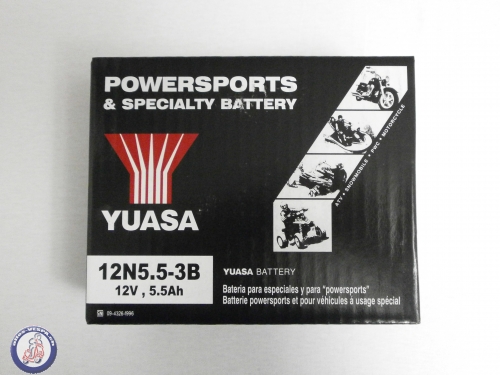 POWERSPORTS
& SPECIALTY BATTERY
YUASA
12N5.5-3B
12V , 5.5Ah
ATV • SNOWMOBILE • PWC • MOTORCYCLE
YUASA BATTERY
Bateria para especiales y para "powersports"
Batterie powersports et pour véhicules à usage spécial